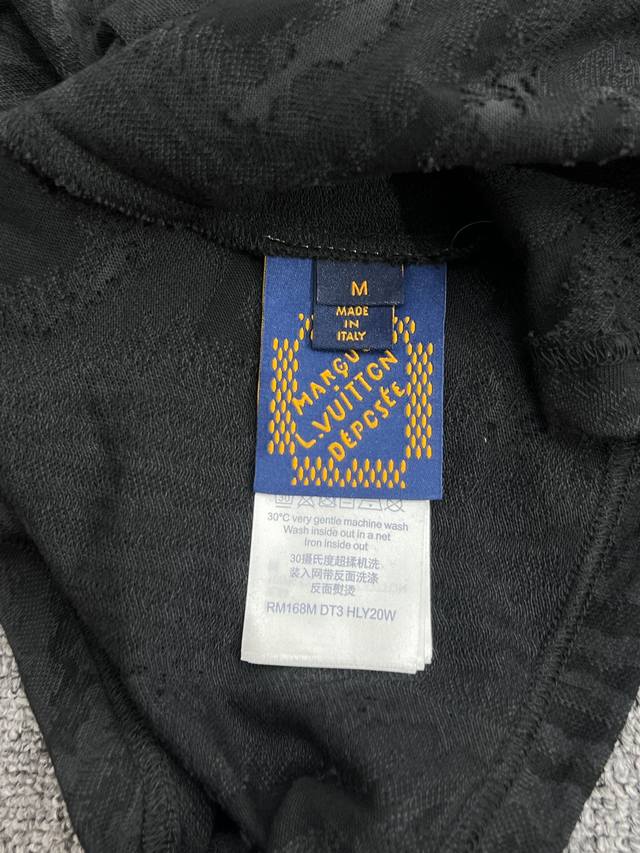 M
MADE
IN
ITALY
MARQU
L.VUITTON
DÉPOSÉE
30
30°C very gentle machine wash
Wash inside out in a net
Iron inside out
30摄氏度超揉机洗
装入网带反面洗涤
反面熨烫
RM168M DT3 HLY20W